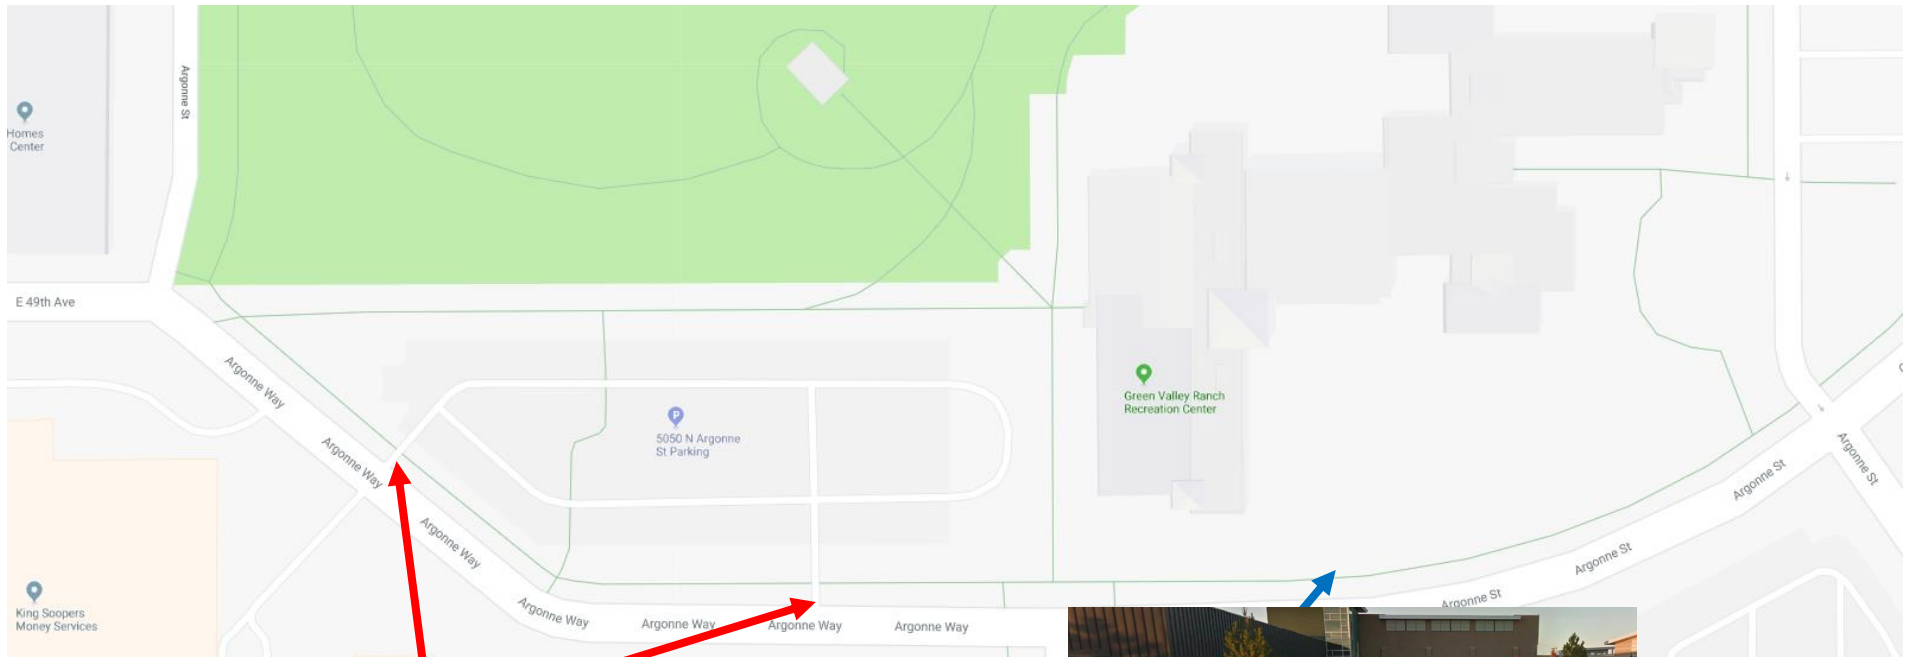 Argonne St
Homes
Center
E 49th Ave
Argonne Way
Argonne Way
Argonne Way
Argonne Way
Argonne Way
Argonne Way
Argonne Way
P
5050 N Argonne
St Parking
Green Valley Ranch
Recreation Center
King Soopers
Money Services
Argonne St
Argonne St
Argonne St
Argonne St